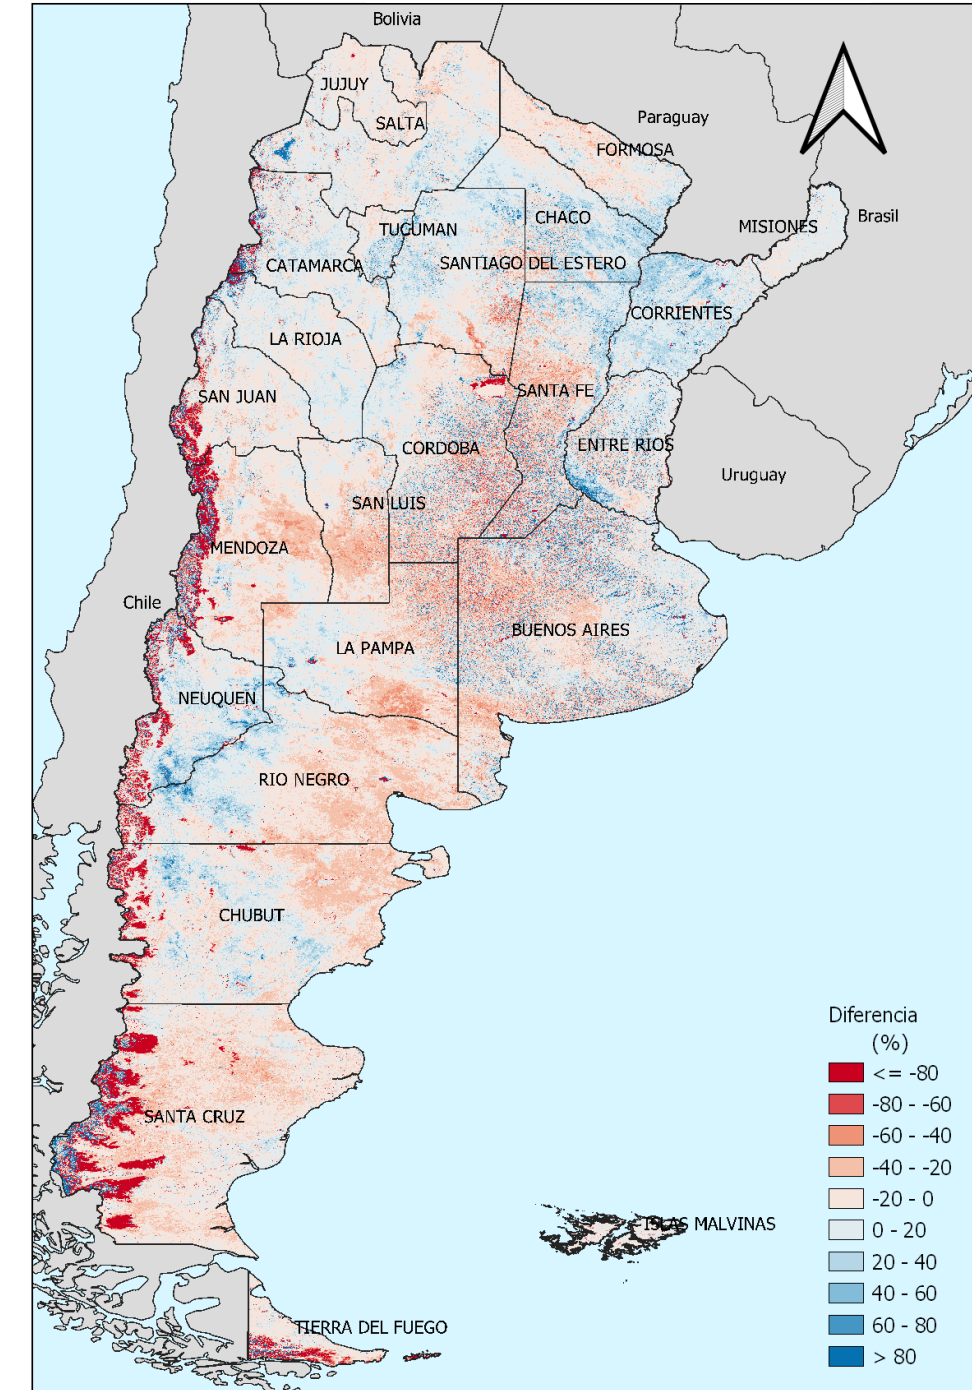 Bolivia
JUJUY
SALTA
Paraguay
FORMOSA
CHACO
MISIONES
Brasil
TUCUMAN
CATAMARCA
SANTIAGO DEL ESTERO
CORRIENTES
LA RIOJA
SAN JUAN
SANTA FE
CORDOBA
ENTRE RIOS
Uruguay
SAN LUIS
MENDOZA
Chile
BUENOS AIRES
LA PAMPA
NEUQUEN
RIO NEGRO
CHUBUT
SANTA CRUZ
ISLAS MALVINAS
TIERRA DEL FUEGO
Diferencia
(%)
<= -80
-80 - -60
-60 - -40
-40 - -20
-20 - 0
0 - 20
20 - 40
40 - 60
60 - 80
> 80